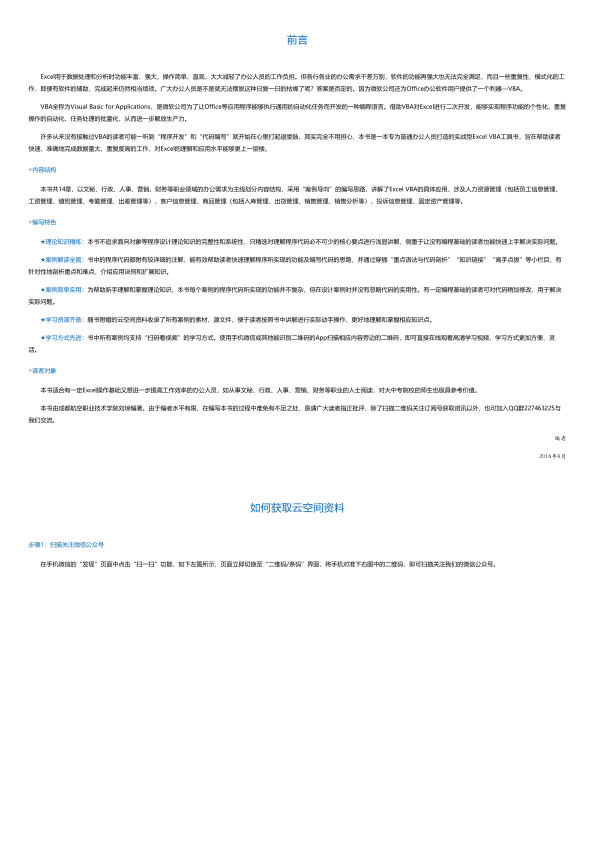 前言
Excel用于数据处理和分析时功能丰富、强大，操作简单、直观，大大减轻了办公人员的工作负担。但各行各业的办公需求千差万别，软件的功能再强大也无法完全满足，而且一些重复性、模式化的工
作，即便有软件的辅助，完成起来仍然相当烦琐。广大办公人员是不是就无法摆脱这种日复一日的枯燥了呢？答案是否定的。因为微软公司还为Office办公软件用户提供了一个利器—VBA。
VBA全称为Visual Basic for Applications，是微软公司为了让Office等应用程序能够执行通用的自动化任务而开发的一种编程语言。借助VBA对Excel进行二次开发，能够实现程序功能的个性化、重复
操作的自动化、任务处理的批量化，从而进一步解放生产力。
许多从来没有接触过VBA的读者可能一听到“程序开发”和“代码编写”就开始在心里打起退堂鼓，其实完全不用担心，本书是一本专为普通办公人员打造的实战型Excel VBA工具书，旨在帮助读者
快速、准确地完成数据量大、重复度高的工作，对Excel的理解和应用水平能够更上一层楼。
◎内容结构
本书共14章，以文秘、行政、人事、营销、财务等职业领域的办公需求为主线划分内容结构，采用“案例导向”的编写思路，讲解了Excel VBA的具体应用，涉及人力资源管理（包括员工信息管理、
工资管理、值班管理、考勤管理、出差管理等）、客户信息管理、商品管理（包括入库管理、出货管理、销售管理、销售分析等）、投诉信息管理、固定资产管理等。
◎编写特色
★理论知识精练：本书不追求面向对象等程序设计理论知识的完整性和系统性，只精选对理解程序代码必不可少的核心要点进行浅显讲解，侧重于让没有编程基础的读者也能快速上手解决实际问题。
★案例解读全面：书中的程序代码都附有较详细的注解，能有效帮助读者快速理解程序所实现的功能及编写代码的思路，并通过穿插“重点语法与代码剖析”“知识链接”“高手点拨”等小栏目，有
针对性地剖析重点和难点，介绍应用诀窍和扩展知识。
★案例简单实用：为帮助新手理解和掌握理论知识，本书每个案例的程序代码所实现的功能并不复杂，但在设计案例时并没有忽略代码的实用性。有一定编程基础的读者可对代码稍加修改，用于解决
实际问题。
★学习资源齐备：随书附赠的云空间资料收录了所有案例的素材、源文件，便于读者按照书中讲解进行实际动手操作，更好地理解和掌握相应知识点。
★学习方式先进：书中所有案例均支持“扫码看视频”的学习方式。使用手机微信或其他能识别二维码的App扫描相应内容旁边的二维码，即可直接在线观看高清学习视频，学习方式更加方便、灵
活。
◎读者对象
本书适合有一定Excel操作基础又想进一步提高工作效率的办公人员，如从事文秘、行政、人事、营销、财务等职业的人士阅读，对大中专院校的师生也极具参考价值。
本书由成都航空职业技术学院刘琼编著。由于编者水平有限，在编写本书的过程中难免有不足之处，恳请广大读者指正批评，除了扫描二维码关注订阅号获取资讯以外，也可加入QQ群227463225与
我们交流。
编者
2018年8月
如何获取云空间资料
步骤1：扫描关注微信公众号
在手机微信的“发现”页面中点击“扫一扫”功能，如下左图所示，页面立即切换至“二维码/条码”界面，将手机对准下右图中的二维码，即可扫描关注我们的微信公众号。